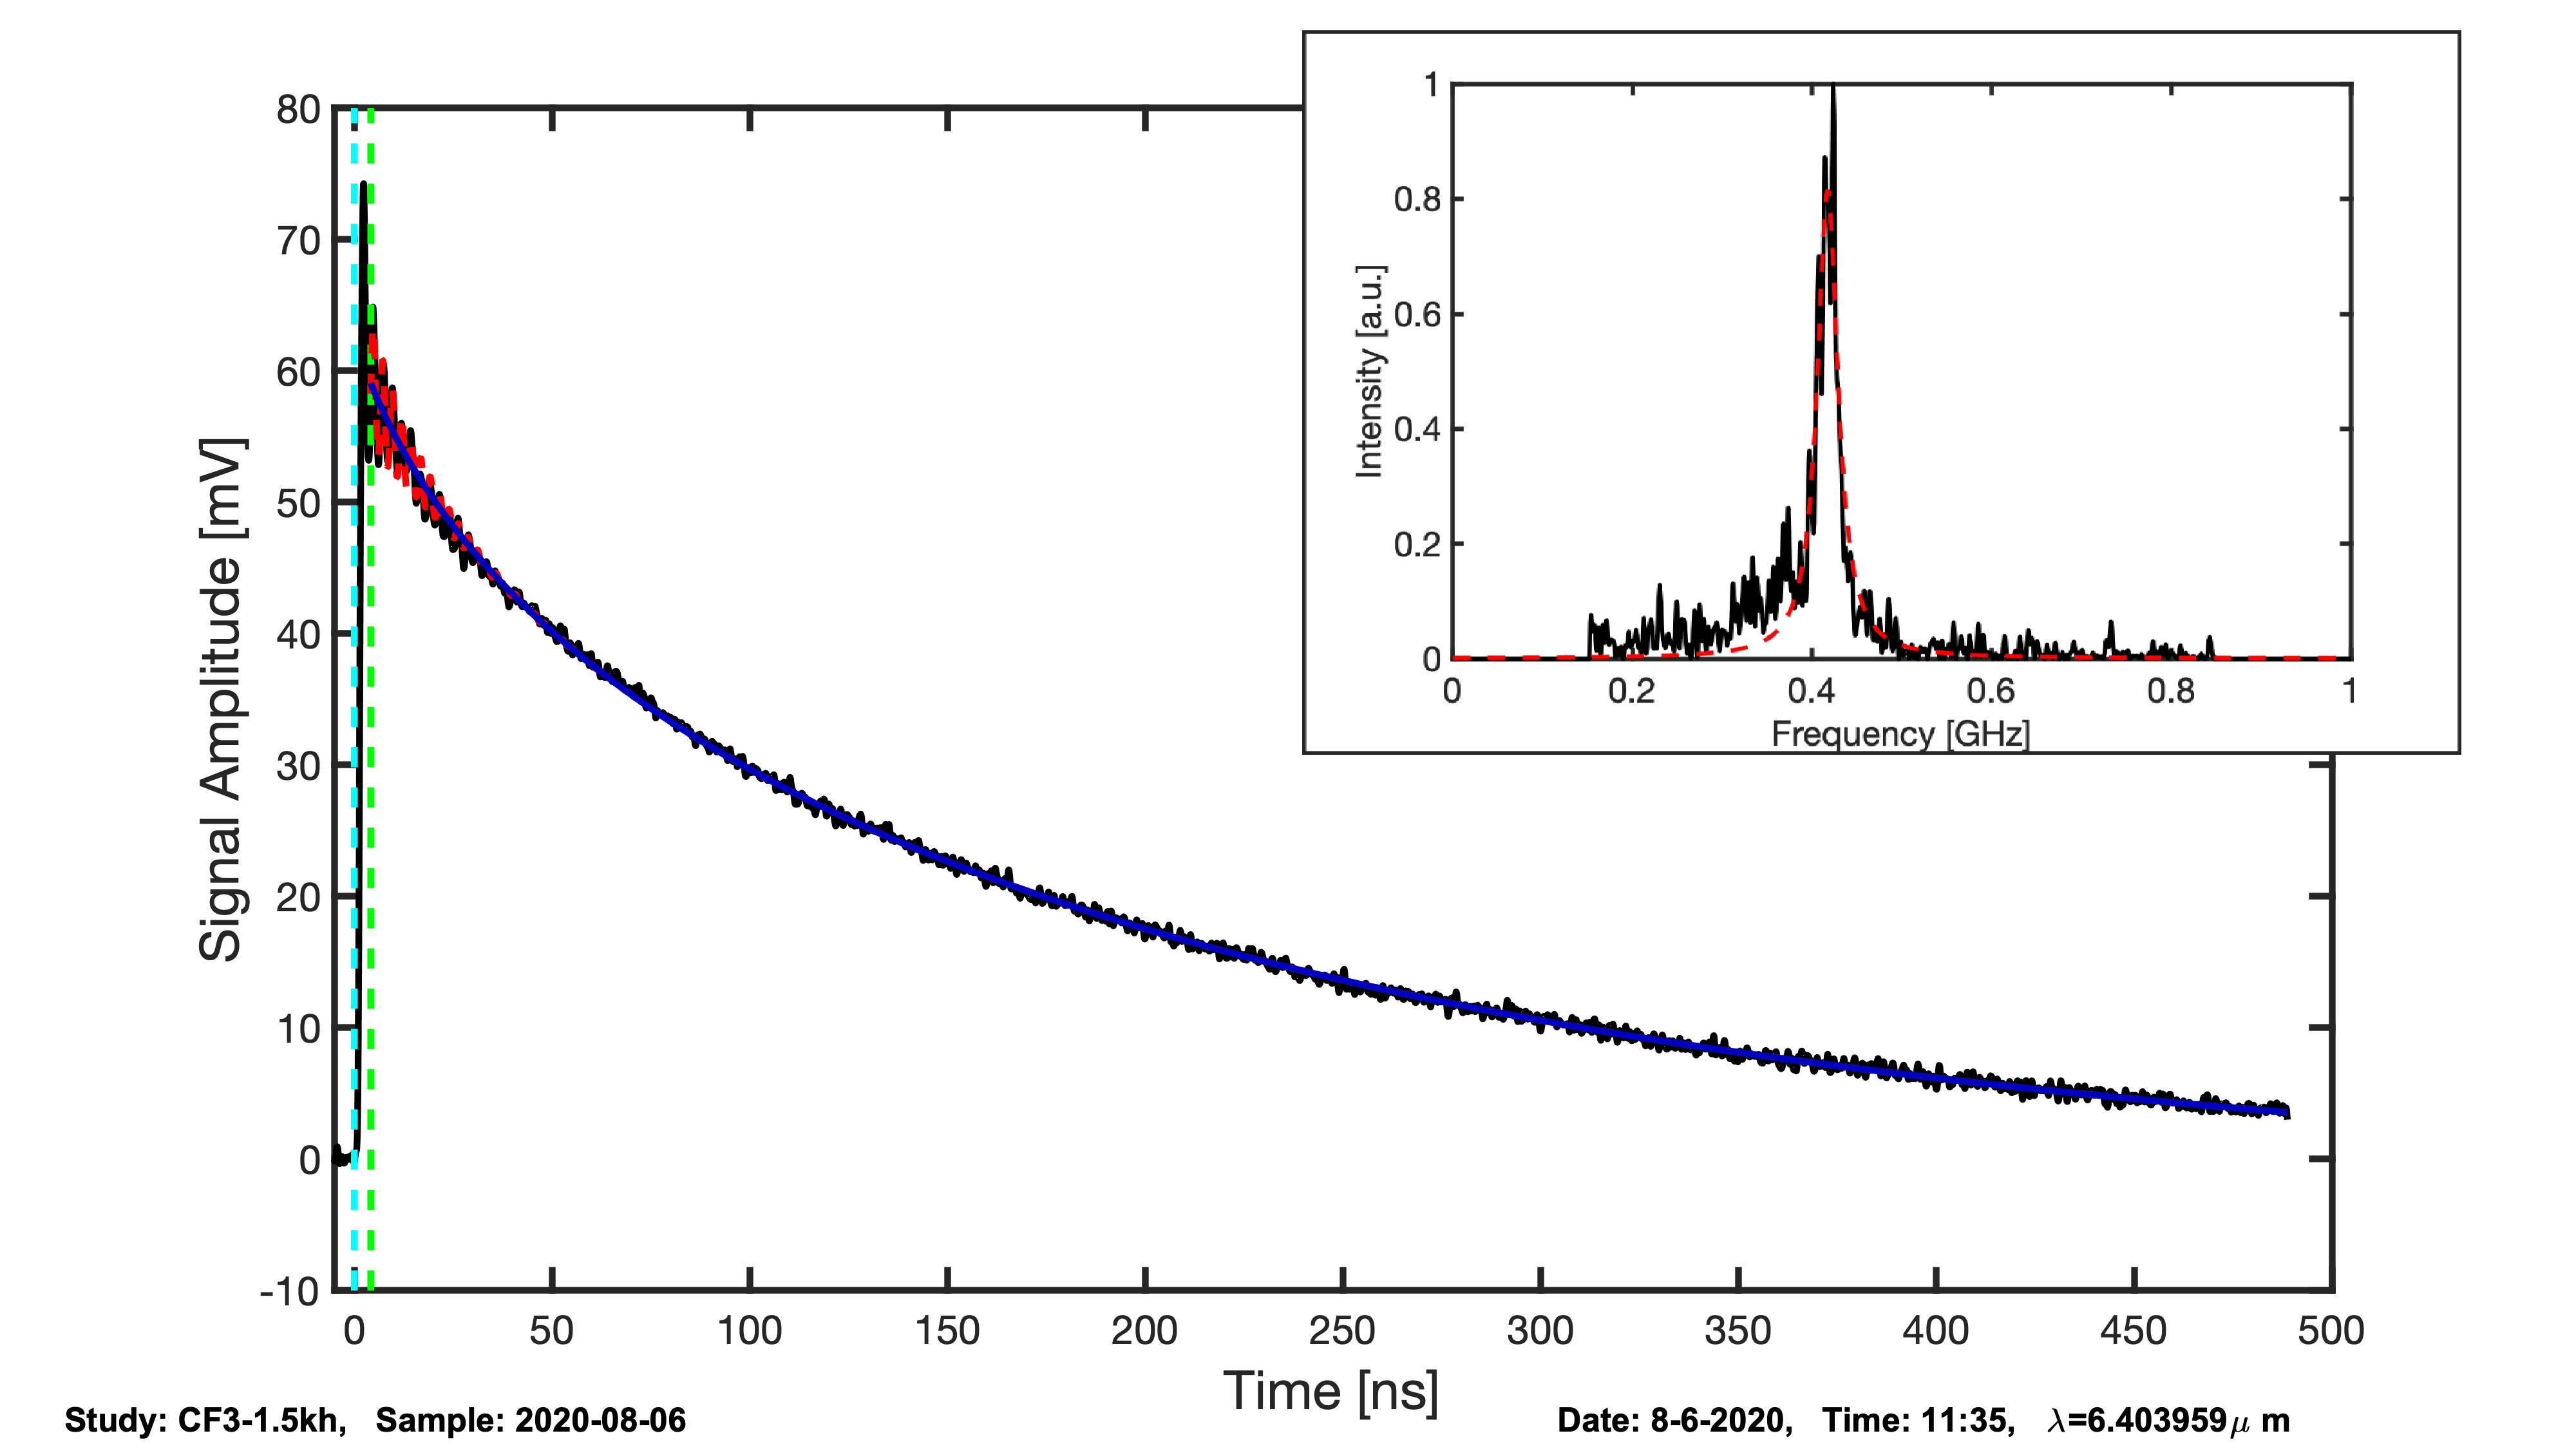 80
70
60
50
40
30
20
10
0
-10
Signal Amplitude [mV]
0 50 100 150 200 250 300 350 400 450 500
Time [ns]
1
0.8
0.6
0.4
0.2
0
Intensity [a.u.]
0 0.2 0.4 0.6 0.8 1
Frequency [GHz]
Study: CF3-1.5kh, Sample: 2020-08-06
Date: 8-6-2020, Time: 11:35, λ=6.403959μ m